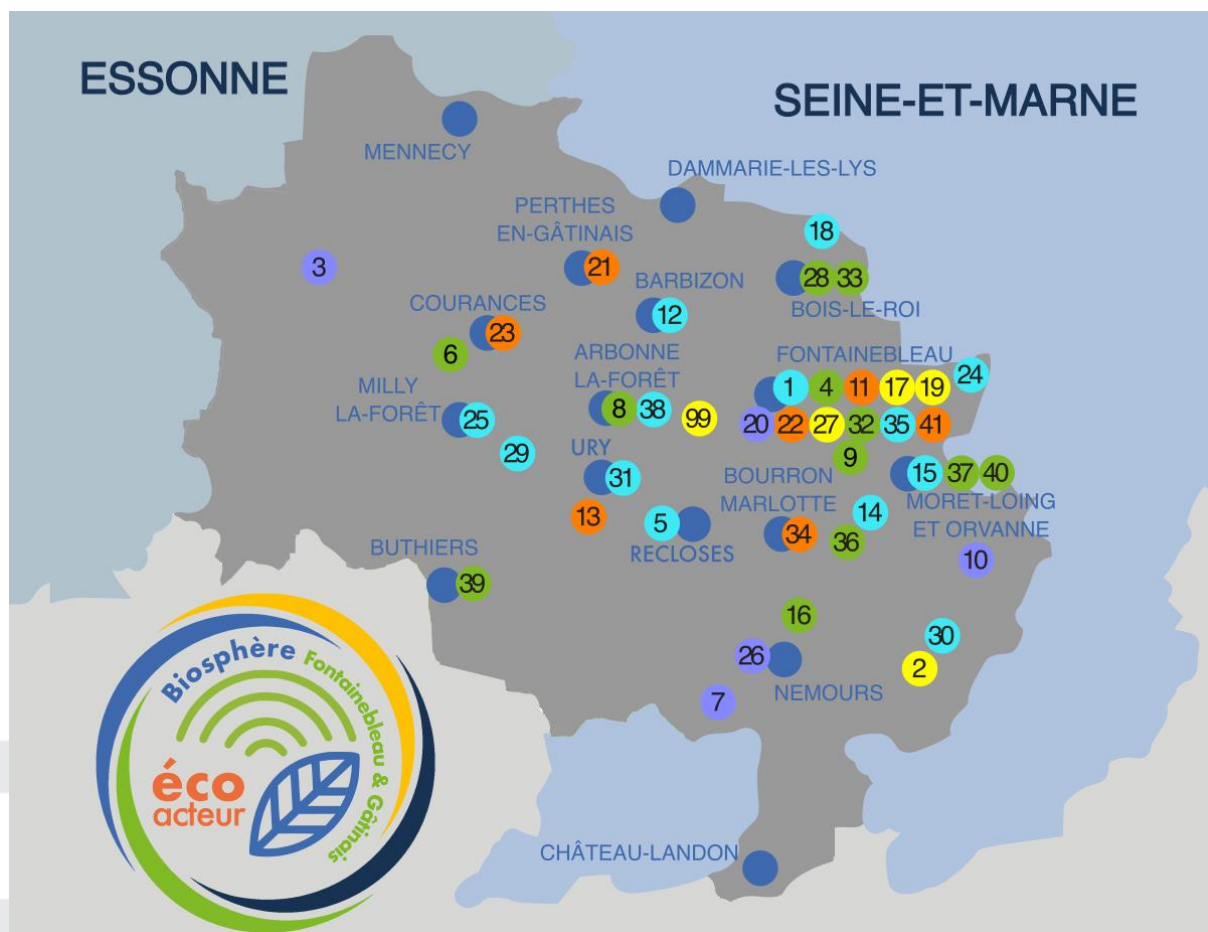 ESSONNE
SEINE-ET-MARNE
MENNECY
DAMMARIE-LES-LYS
PERTHES
EN-GÂTINAIS
18
3
21
28 33
BARBIZON
BOIS-LE-ROI
COURANCES
12
23
6
ARBONNE
LA-FORÊT
FONTAINEBLEAU
24
1 4 11 17 19
MILLY
LA-FORÊT
8 38
99
25
20 22 27 32 35 41
29
URY
9
31
BOURRON
MARLOTTE
15 37 40
MORET-LOING
ET ORVANNE
13
5
RECLOSES
14
34
36
BUTHIERS
10
39
16
30
26
2
NEMOURS
7
Biosphère Fontainebleau & Gâtinais
éco
acteur
CHÂTEAU-LANDON